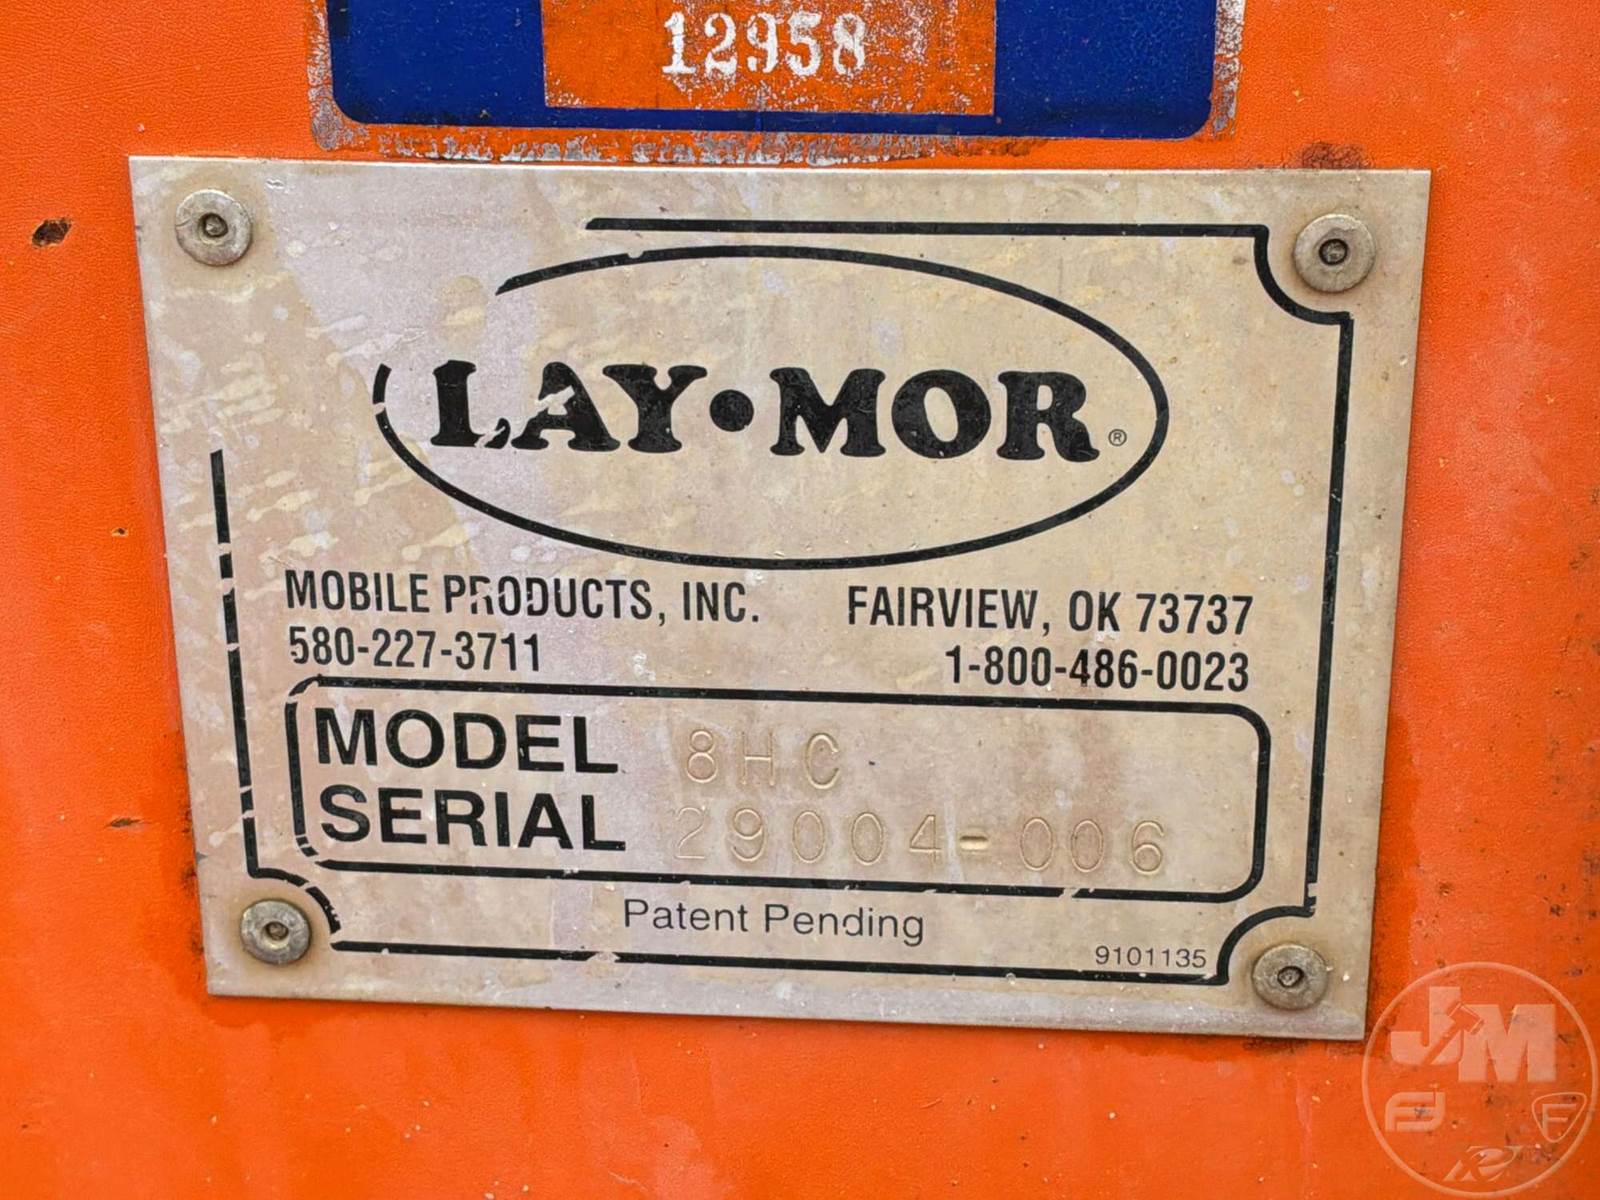 12958
LAY•MOR®
MOBILE PRODUCTS, INC. FAIRVIEW, OK 73737
580-227-3711 1-800-486-0023
MODEL 8HC
SERIAL 29004-006
Patent Pending
9101135
JM